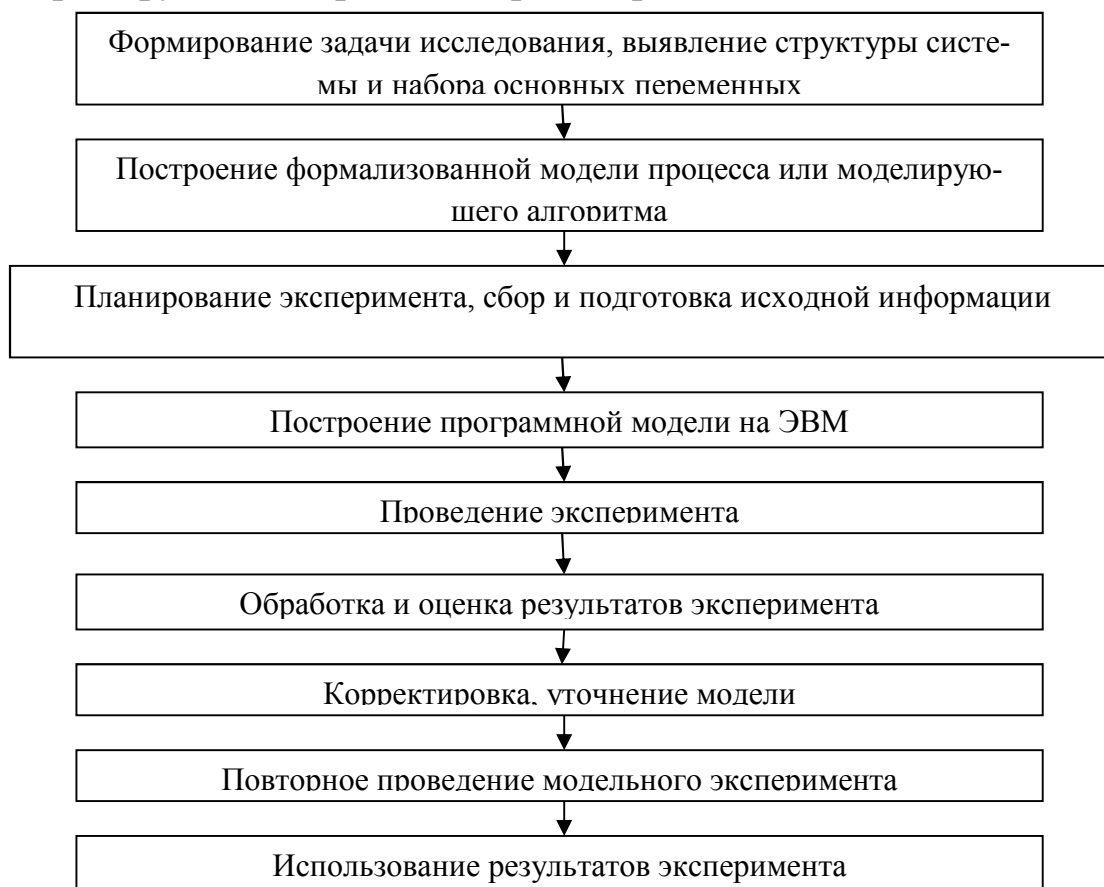 Формирование задачи исследования, выявление структуры систе-
мы и набора основных переменных
Построение формализованной модели процесса или моделирую-
щего алгоритма
Планирование эксперимента, сбор и подготовка исходной информации
Построение программной модели на ЭВМ
Проведение эксперимента
Обработка и оценка результатов эксперимента
Корректировка, уточнение модели
Повторное проведение модельного эксперимента
Использование результатов эксперимента